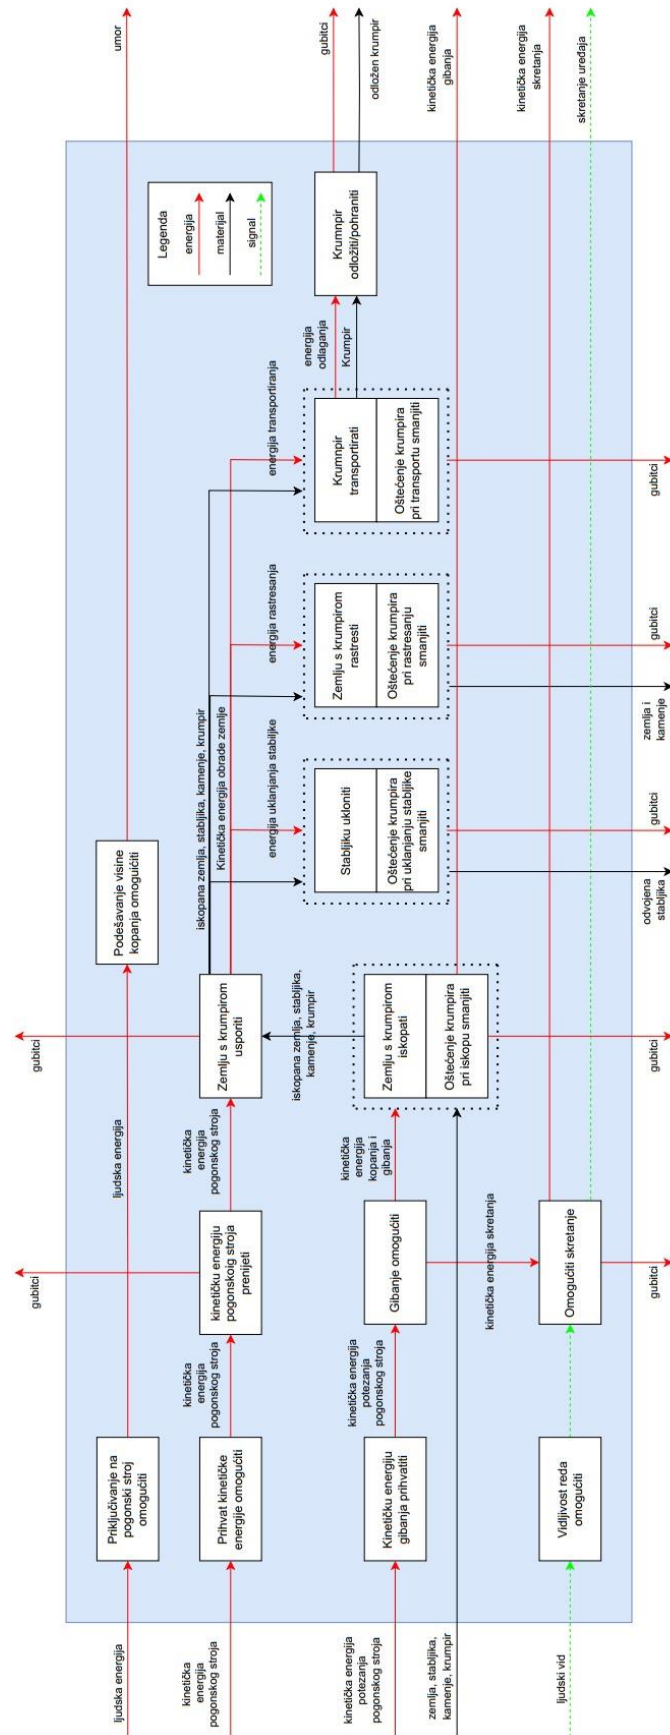 ljudska energija
Priključivanje na
pogonski stroj
omogućiti
ljudska energija
Podešavanje visine
kopanja omogućiti
umor
kinetička
energija
pogonskog stroja
Prihvat kinetičke
energije omogućiti
kinetička
energija
pogonskog stroja
kinetičku energiju
pogonskoig stroja
prenijeti
gubitci
kinetička
energija
pogonskog stroja
Zemlju s krumpirom
usporiti
gubitci
iskopana zemlja, stabljika, kamenje, krumpir
Kinetička energija obrade zemlje
energija uklanjanja stabiljke
energija rastresanja
energija transportiranja
Legenda
energija
materijal
signal
iskopana zemlja, stabljika,
kamenje, krumpir
Stabljiku ukloniti
Oštećenje krumpira
pri uklanjanju stabljike
smanjiti
Zemlju s krumpirom
rastresti
Oštećenje krumpira
pri rastresanju
smanjiti
Krumnpir
transportirati
Oštećenje krumpira
pri transportu smanjiti
energija
odlaganja
Krumpir
Krumnpir
odložiti/pohraniti
gubitci
odložen krumpir
kinetička energija
potezanja
pogonskog stroja
Kinetičku energiju
gibanja prihvatiti
kinetička energija
potezanja
pogonskog stroja
Gibanje omogućiti
kinetička
energija
kopanja i
gibanja
Zemlju s krumpirom
iskopati
Oštećenje krumpira
pri iskopu smanjiti
kinetička energija
gibanja
zemlja, stabljika,
kamenje, krumpir
kinetička energija skretanja
ljudski vid
Vidljivost reda
omogućiti
Omogućiti skretanje
kinetička energija
skretanja
skretanje uređaja
gubitci
gubitci
odvojena
stabljika
gubitci
zemlja i
kamenje
gubitci
gubitci